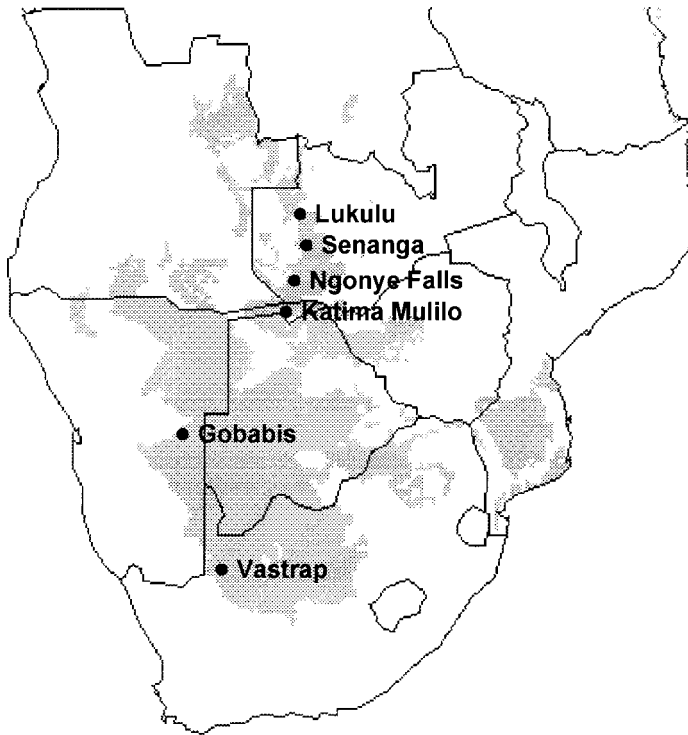 Lukulu
Senanga
Ngonye Falls
Katima Mulilo
Gobabis
Vastrap